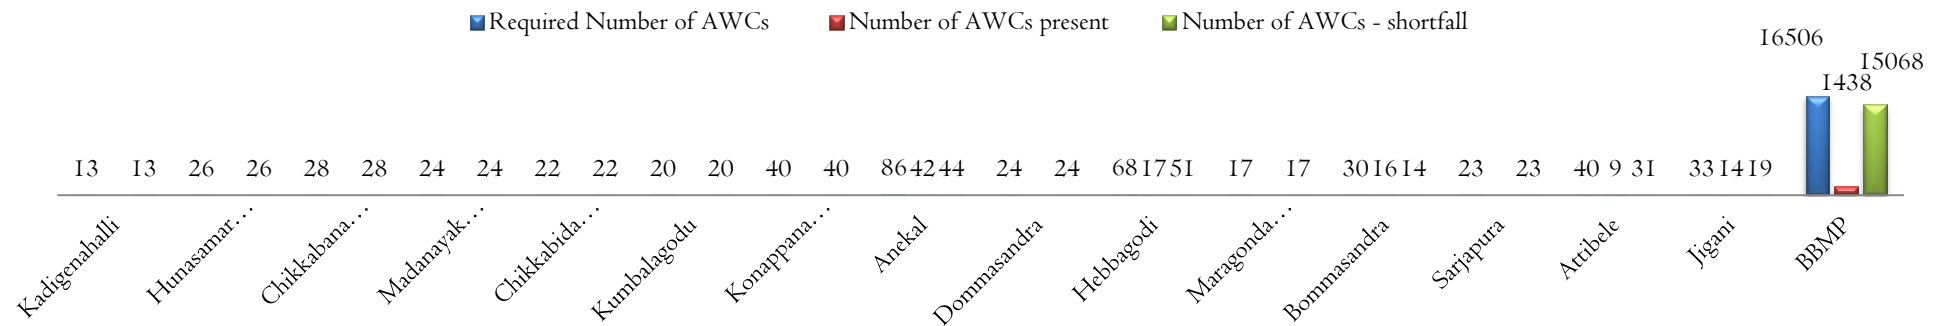 Required Number of AWCs Number of AWCs present Number of AWCs - shortfall
16506
15068
1438
13 13 26 26 28 28 24 24 22 22 20 20 40 40 86 42 44 24 24 68 17 51 17 17 30 16 14 23 23 40 9 31 33 14 19
Kadigenahalli Hunasamar... Chikkabana... Madanayak... Chikkabida... Kumbalagodu Konappana... Anekal Dommasandra Hebbagodi Maragonda... Bommasandra Sarjapura Attibele Jigani BBMP